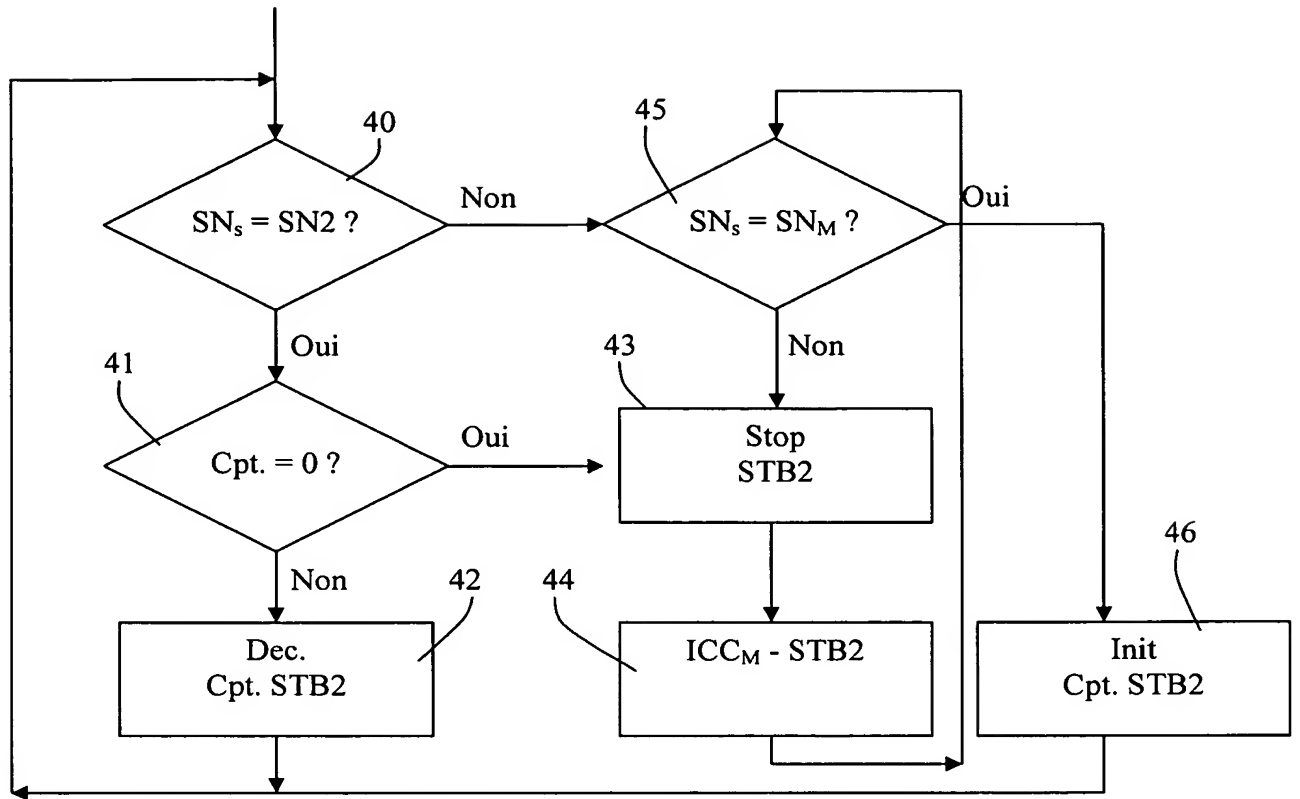 40
45
SNs = SN2 ?
Non
SNs = SNM ?
Oui
Oui
Non
41
43
Cpt. = 0 ?
Oui
Stop
STB2
Non
42
44
46
Dec.
Cpt. STB2
ICCM - STB2
Init
Cpt. STB2